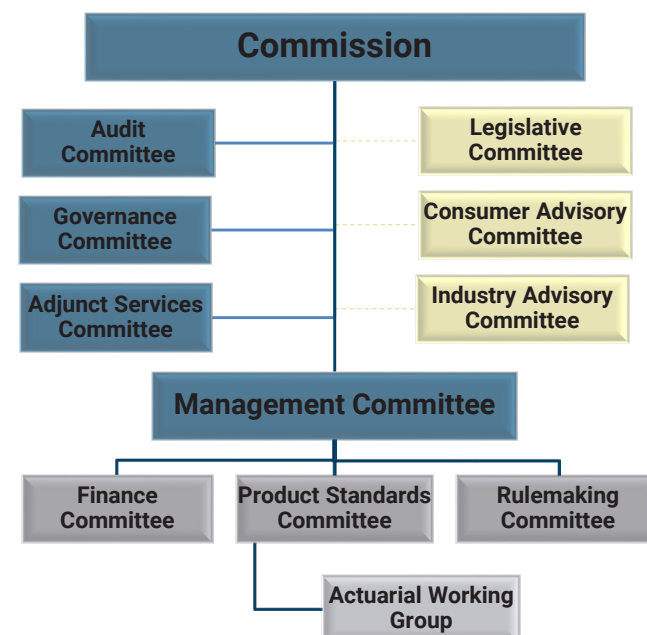 Commission
Audit
Committee
Legislative
Committee
Governance
Committee
Consumer Advisory
Committee
Adjunct Services
Committee
Industry Advisory
Committee
Management Committee
Finance
Committee
Product Standards
Committee
Rulemaking
Committee
Actuarial Working
Group